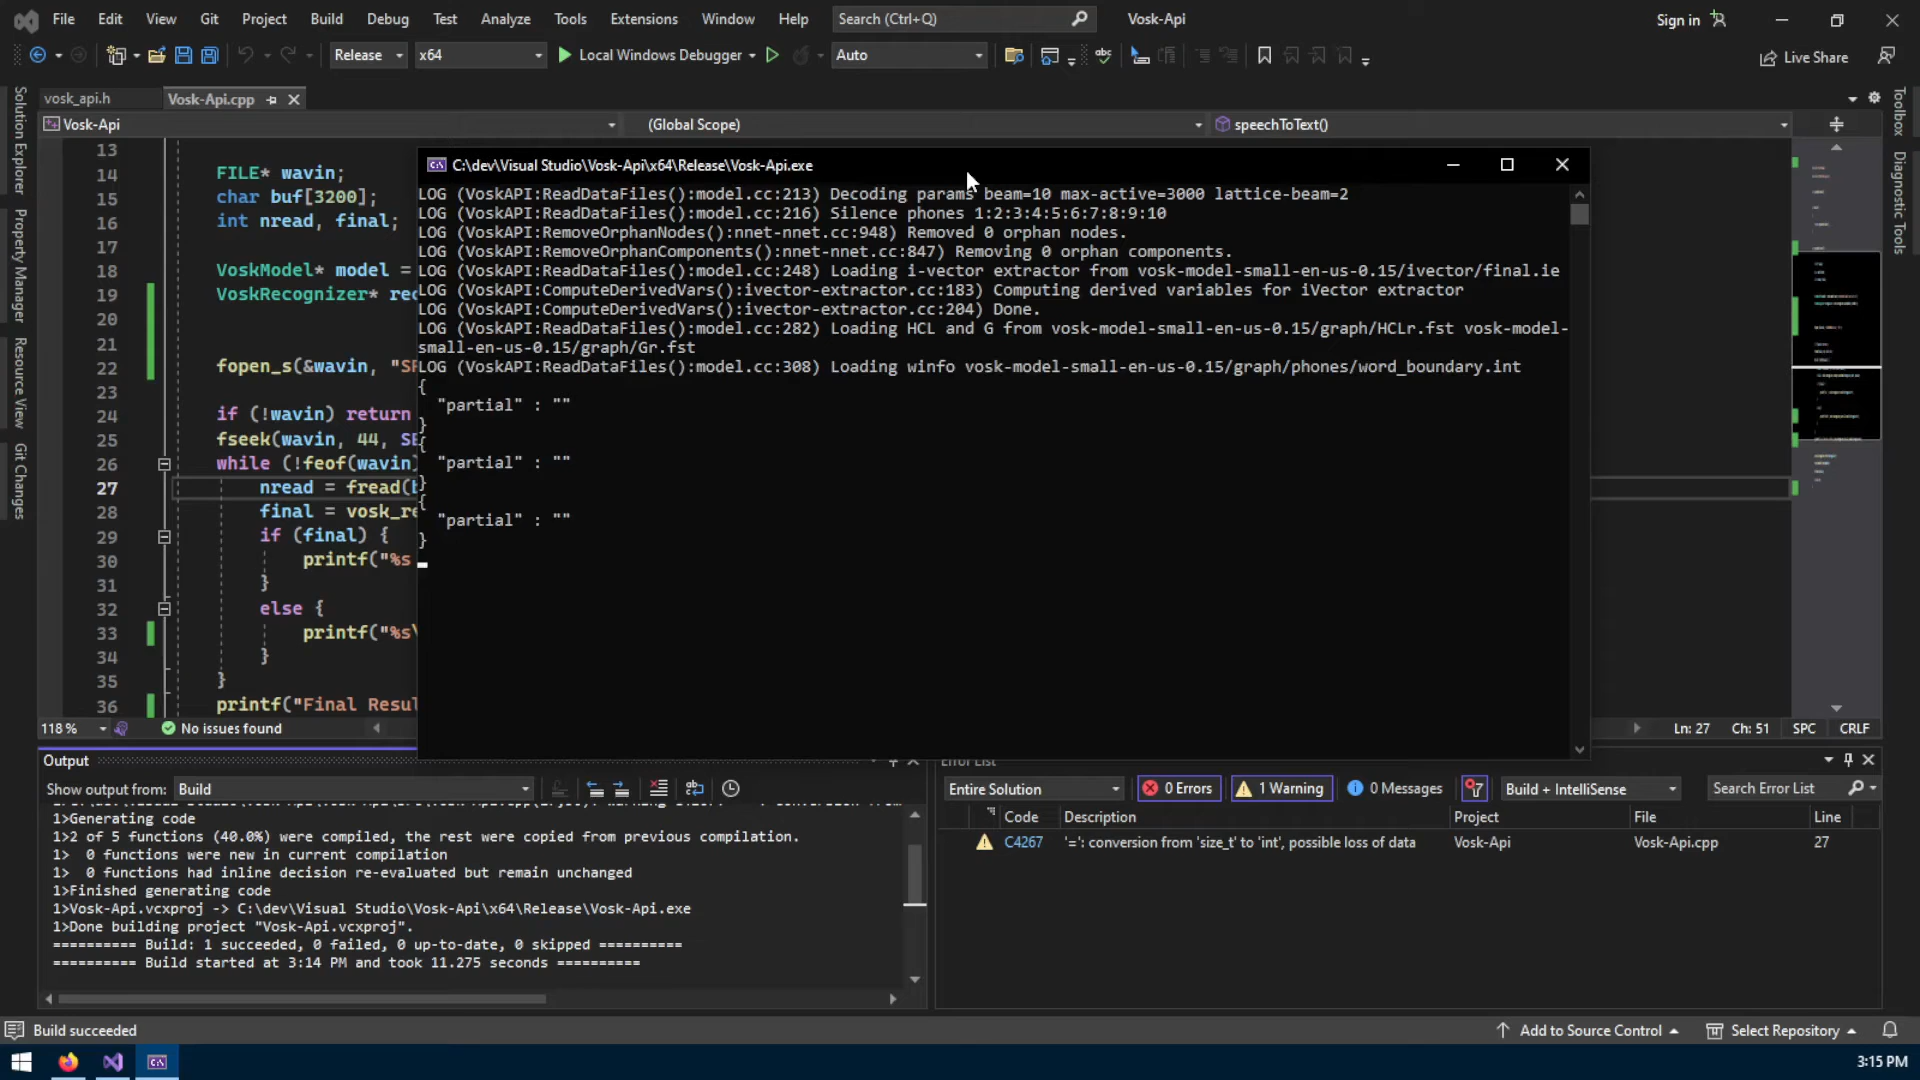 File Edit View Git Project Build Debug Test Analyze Tools Extensions Window Help Search (Ctrl+Q) Vosk-Api Sign in
Release x64 Local Windows Debugger Auto Live Share
vosk_api.h Vosk-Api.cpp
Vosk-Api (Global Scope) speechToText()
Solution Explorer
Property Manager
Resource View
Git Changes
Toolbox
Diagnostic Tools
13
14 FILE* wavin;
15 char buf[3200];
16 int nread, final;
17
18 VoskModel* model =
19 VoskRecognizer* rec
20
21
22 fopen_s(&wavin, "SP
23
24 if (!wavin) return
25 fseek(wavin, 44, SE
26 while (!feof(wavin)
27 nread = fread(b
28 final = vosk_re
29 if (final) {
30 printf("%s
31 }
32 else {
33 printf("%s\
34 }
35 }
36 printf("Final Resul
C:\dev\Visual Studio\Vosk-Api\x64\Release\Vosk-Api.exe
LOG (VoskAPI:ReadDataFiles():model.cc:213) Decoding params beam=10 max-active=3000 lattice-beam=2
LOG (VoskAPI:ReadDataFiles():model.cc:216) Silence phones 1:2:3:4:5:6:7:8:9:10
LOG (VoskAPI:RemoveOrphanNodes():nnet-nnet.cc:948) Removed 0 orphan nodes.
LOG (VoskAPI:RemoveOrphanComponents():nnet-nnet.cc:847) Removing 0 orphan components.
LOG (VoskAPI:ReadDataFiles():model.cc:248) Loading i-vector extractor from vosk-model-small-en-us-0.15/ivector/final.ie
LOG (VoskAPI:ComputeDerivedVars():ivector-extractor.cc:183) Computing derived variables for iVector extractor
LOG (VoskAPI:ComputeDerivedVars():ivector-extractor.cc:204) Done.
LOG (VoskAPI:ReadDataFiles():model.cc:282) Loading HCL and G from vosk-model-small-en-us-0.15/graph/HCLr.fst vosk-model-
small-en-us-0.15/graph/Gr.fst
LOG (VoskAPI:ReadDataFiles():model.cc:308) Loading winfo vosk-model-small-en-us-0.15/graph/phones/word_boundary.int
{
"partial" : ""
}
{
"partial" : ""
}
{
"partial" : ""
}
118 % No issues found Ln: 27 Ch: 51 SPC CRLF
Output
Show output from: Build
1>Generating code
1>2 of 5 functions (40.0%) were compiled, the rest were copied from previous compilation.
1> 0 functions were new in current compilation
1> 0 functions had inline decision re-evaluated but remain unchanged
1>Finished generating code
1>Vosk-Api.vcxproj -> C:\dev\Visual Studio\Vosk-Api\x64\Release\Vosk-Api.exe
1>Done building project "Vosk-Api.vcxproj".
========== Build: 1 succeeded, 0 failed, 0 up-to-date, 0 skipped ==========
========== Build started at 3:14 PM and took 11.275 seconds ==========
Error List
Entire Solution 0 Errors 1 Warning 0 Messages Build + IntelliSense Search Error List
Code Description Project File Line
C4267 '=': conversion from 'size_t' to 'int', possible loss of data Vosk-Api Vosk-Api.cpp 27
Build succeeded Add to Source Control Select Repository
3:15 PM